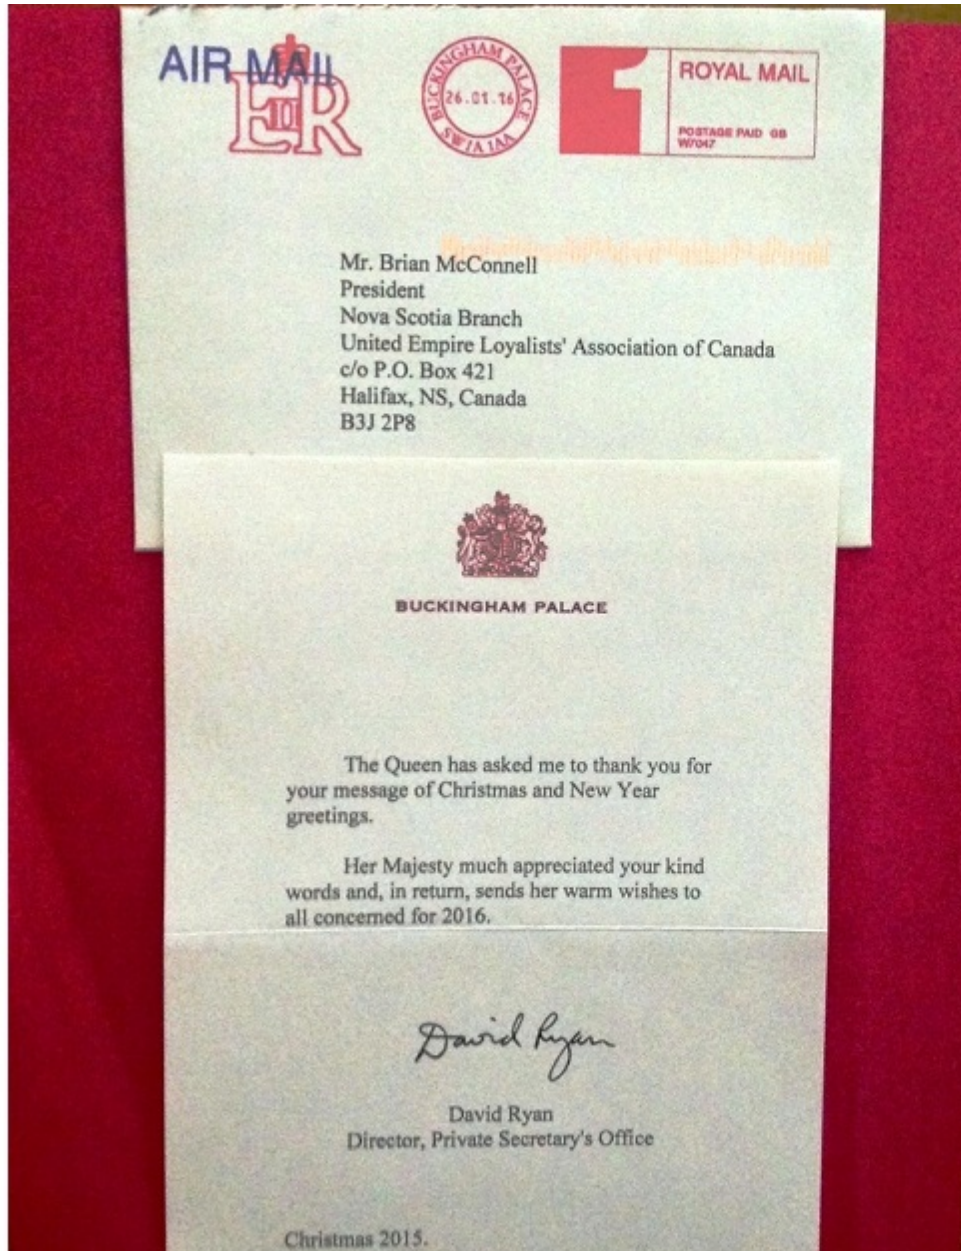 AIR MAIL
EIIR
BUCKINGHAM PALACE
26.01.16
SW1A 1AA
1
ROYAL MAIL
POSTAGE PAID GB
W7047
Mr. Brian McConnell
President
Nova Scotia Branch
United Empire Loyalists' Association of Canada
c/o P.O. Box 421
Halifax, NS, Canada
B3J 2P8
BUCKINGHAM PALACE
The Queen has asked me to thank you for
your message of Christmas and New Year
greetings.
Her Majesty much appreciated your kind
words and, in return, sends her warm wishes to
all concerned for 2016.
David Ryan
David Ryan
Director, Private Secretary's Office
Christmas 2015.